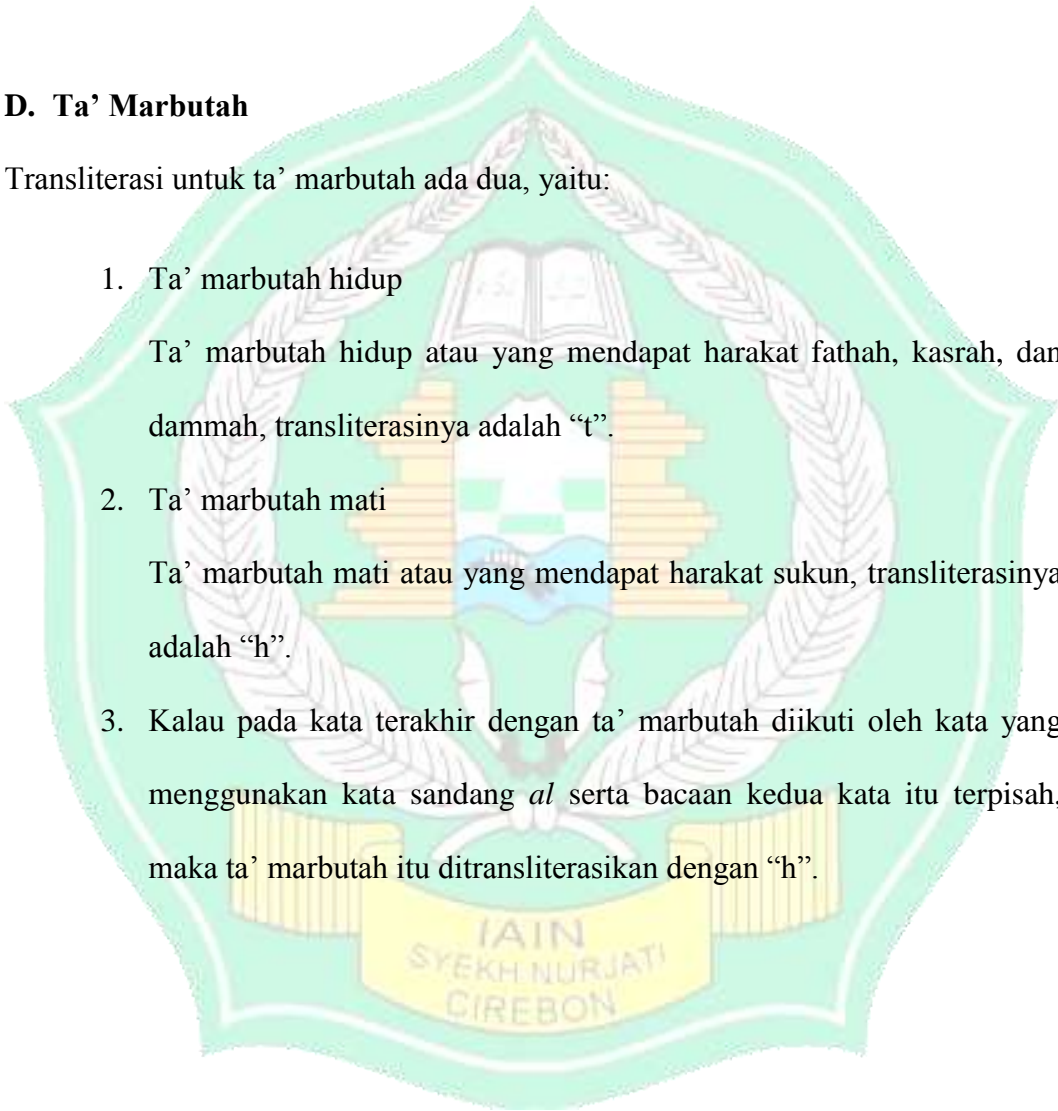 D. Ta’ Marbutah
Transliterasi untuk ta’ marbutah ada dua, yaitu:
1. Ta’ marbutah hidup
Ta’ marbutah hidup atau yang mendapat harakat fathah, kasrah, dan
dammah, transliterasinya adalah “t”.
2. Ta’ marbutah mati
Ta’ marbutah mati atau yang mendapat harakat sukun, transliterasinya
adalah “h”.
3. Kalau pada kata terakhir dengan ta’ marbutah diikuti oleh kata yang
menggunakan kata sandang al serta bacaan kedua kata itu terpisah,
maka ta’ marbutah itu ditransliterasikan dengan “h”.
IAIN
SYEKH NURJATI
CIREBON